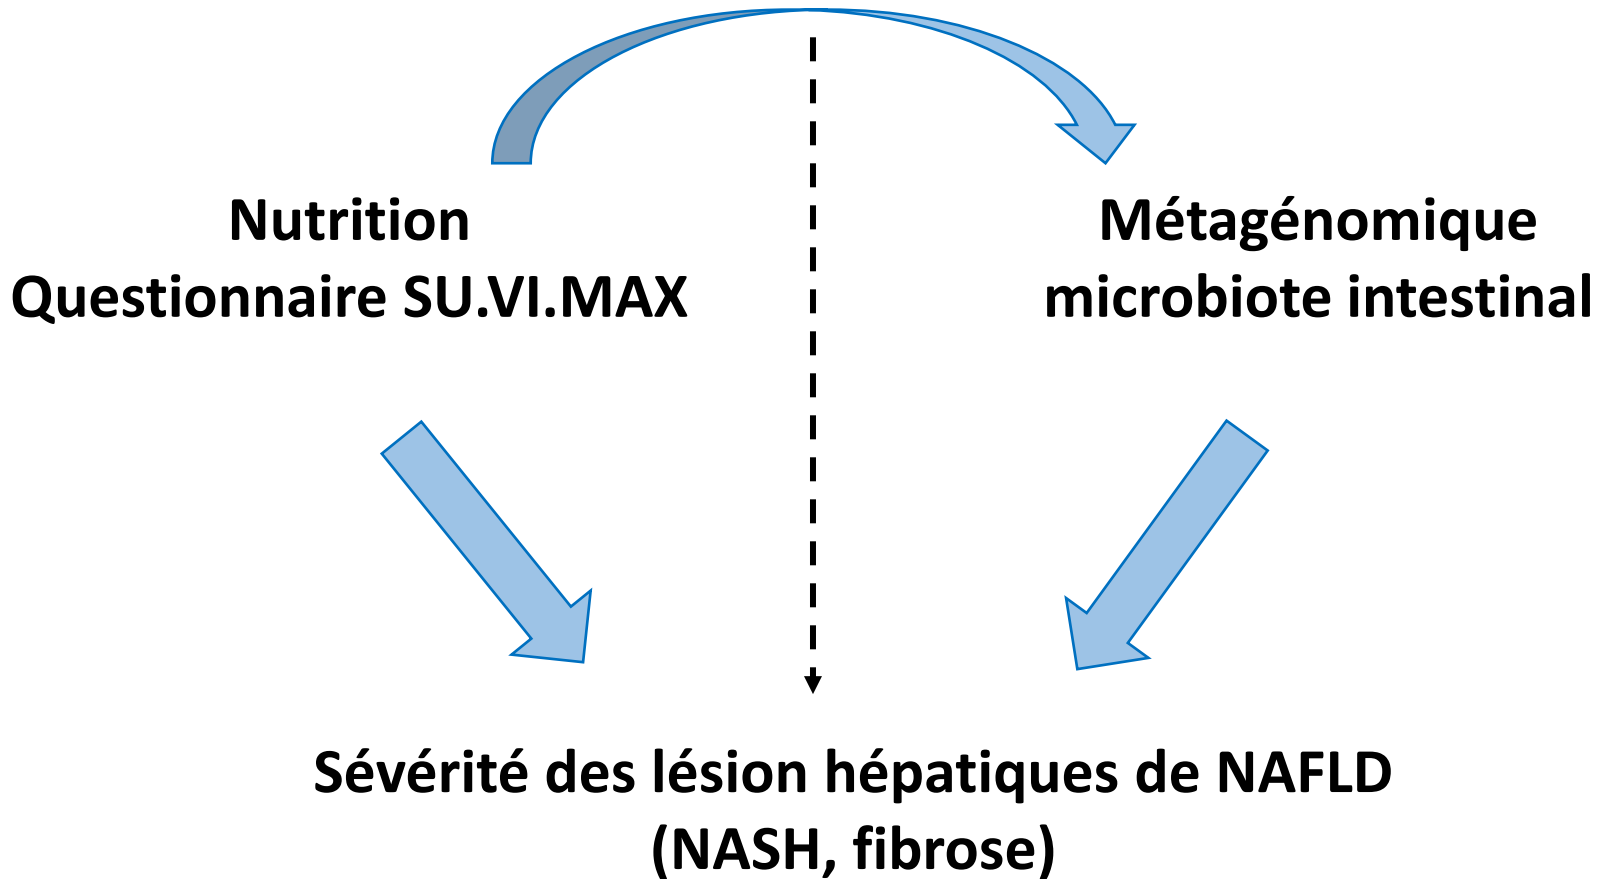 Nutrition
Questionnaire SU.VI.MAX
Métagénomique
microbiote intestinal
Sévérité des lésion hépatiques de NAFLD
(NASH, fibrose)